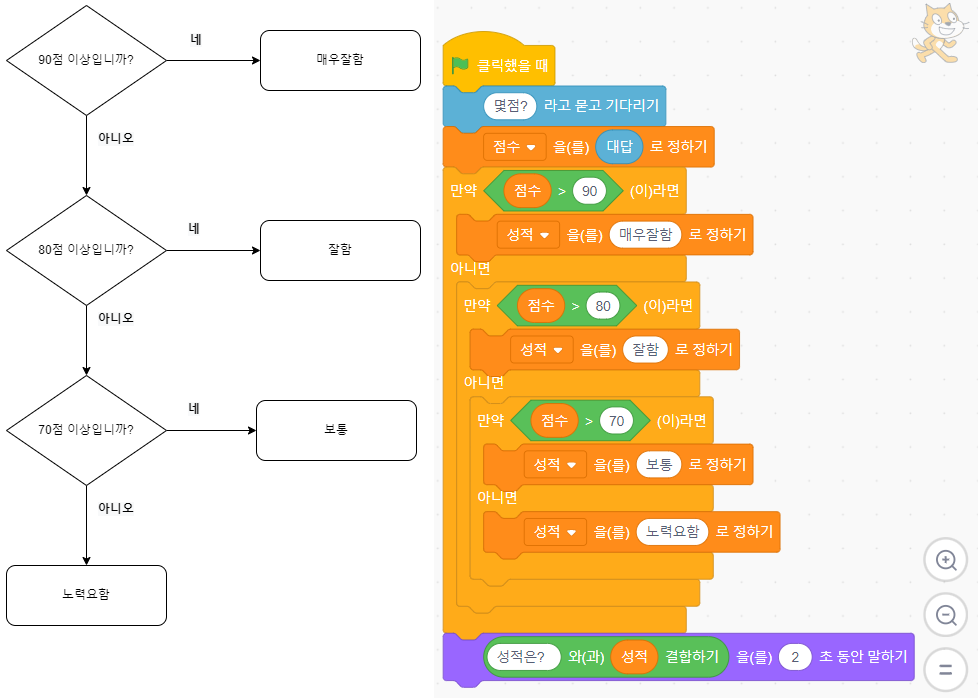 90점 이상입니까?
네
매우잘함
아니오
80점 이상입니까?
네
잘함
아니오
70점 이상입니까?
네
보통
아니오
노력요함
클릭했을 때
몇점? 라고 묻고 기다리기
점수 을(를) 대답 로 정하기
만약 점수 > 90 (이)라면
성적 을(를) 매우잘함 로 정하기
아니면
만약 점수 > 80 (이)라면
성적 을(를) 잘함 로 정하기
아니면
만약 점수 > 70 (이)라면
성적 을(를) 보통 로 정하기
아니면
성적 을(를) 노력요함 로 정하기
성적은? 와(과) 성적 결합하기 을(를) 2 초 동안 말하기